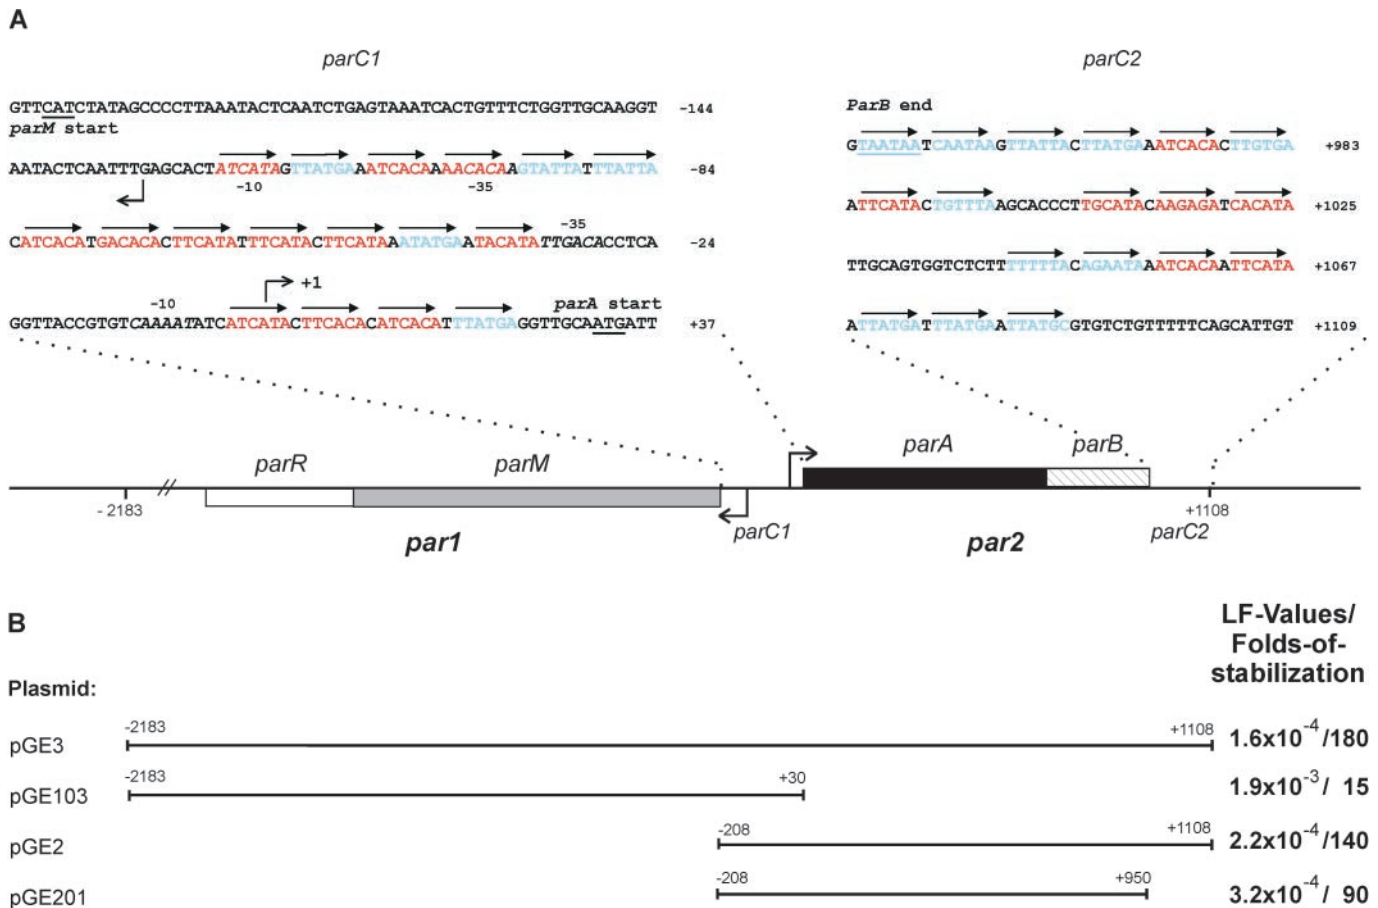 A
parC1
GTTCATCTATAGCCCCTTAAATACTCAATCTGAGTAAATCACTGTTTCTGGTTGCAAGGT -144
parM start
AATACTCAATTTGAGCACTATCATAGTTATGAAATCACAAAACACAAGTATTATTTATTA -84
-10 -35
-35
CATCACATGACACACTTCATATTTCATACTTCATAAATATGAATACATATTGACACCTCA -24
+1
-10 parA start
GGTTACCGTGTCAAAATATCATCATACTTCACACATCACATTTATGAGGTTGCAATGATT +37
parC2
ParB end
GTAATAATCAATAAGTTATTACTTATGAAATCACACTTGTGA +983
ATTCATACTGTTTAAGCACCCTTGCATACAAGAGATCACATA +1025
TTGCAGTGGTCTCTTTTTTTACAGAATAAATCACAATTCATA +1067
ATTATGATTTATGAATTATGCGTGTCTGTTTTTCAGCATTGT +1109
parR parM parA parB
- 2183 parC1 +1108 parC2
par1 par2
B
LF-Values/
Folds-of-
stabilization
Plasmid:
pGE3 -2183 +1108 1.6x10-4/180
pGE103 -2183 +30 1.9x10-3/ 15
pGE2 -208 +1108 2.2x10-4/140
pGE201 -208 +950 3.2x10-4/ 90